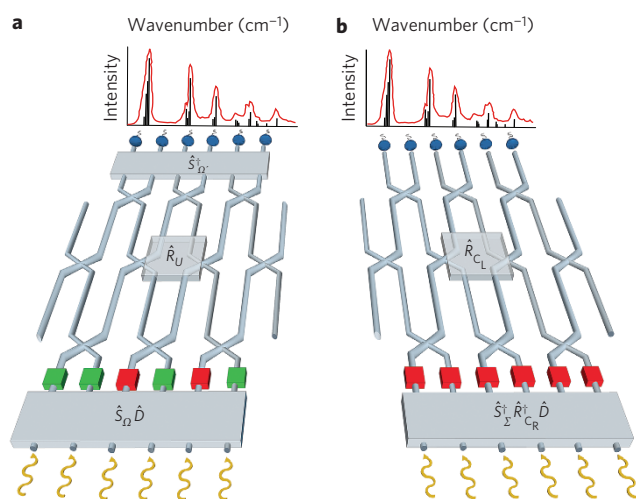 a Wavenumber (cm⁻¹)
Intensity
Ŝ†Ω′
R̂U
ŜΩ D̂
b Wavenumber (cm⁻¹)
Intensity
R̂CL
Ŝ†Σ R̂†CR D̂